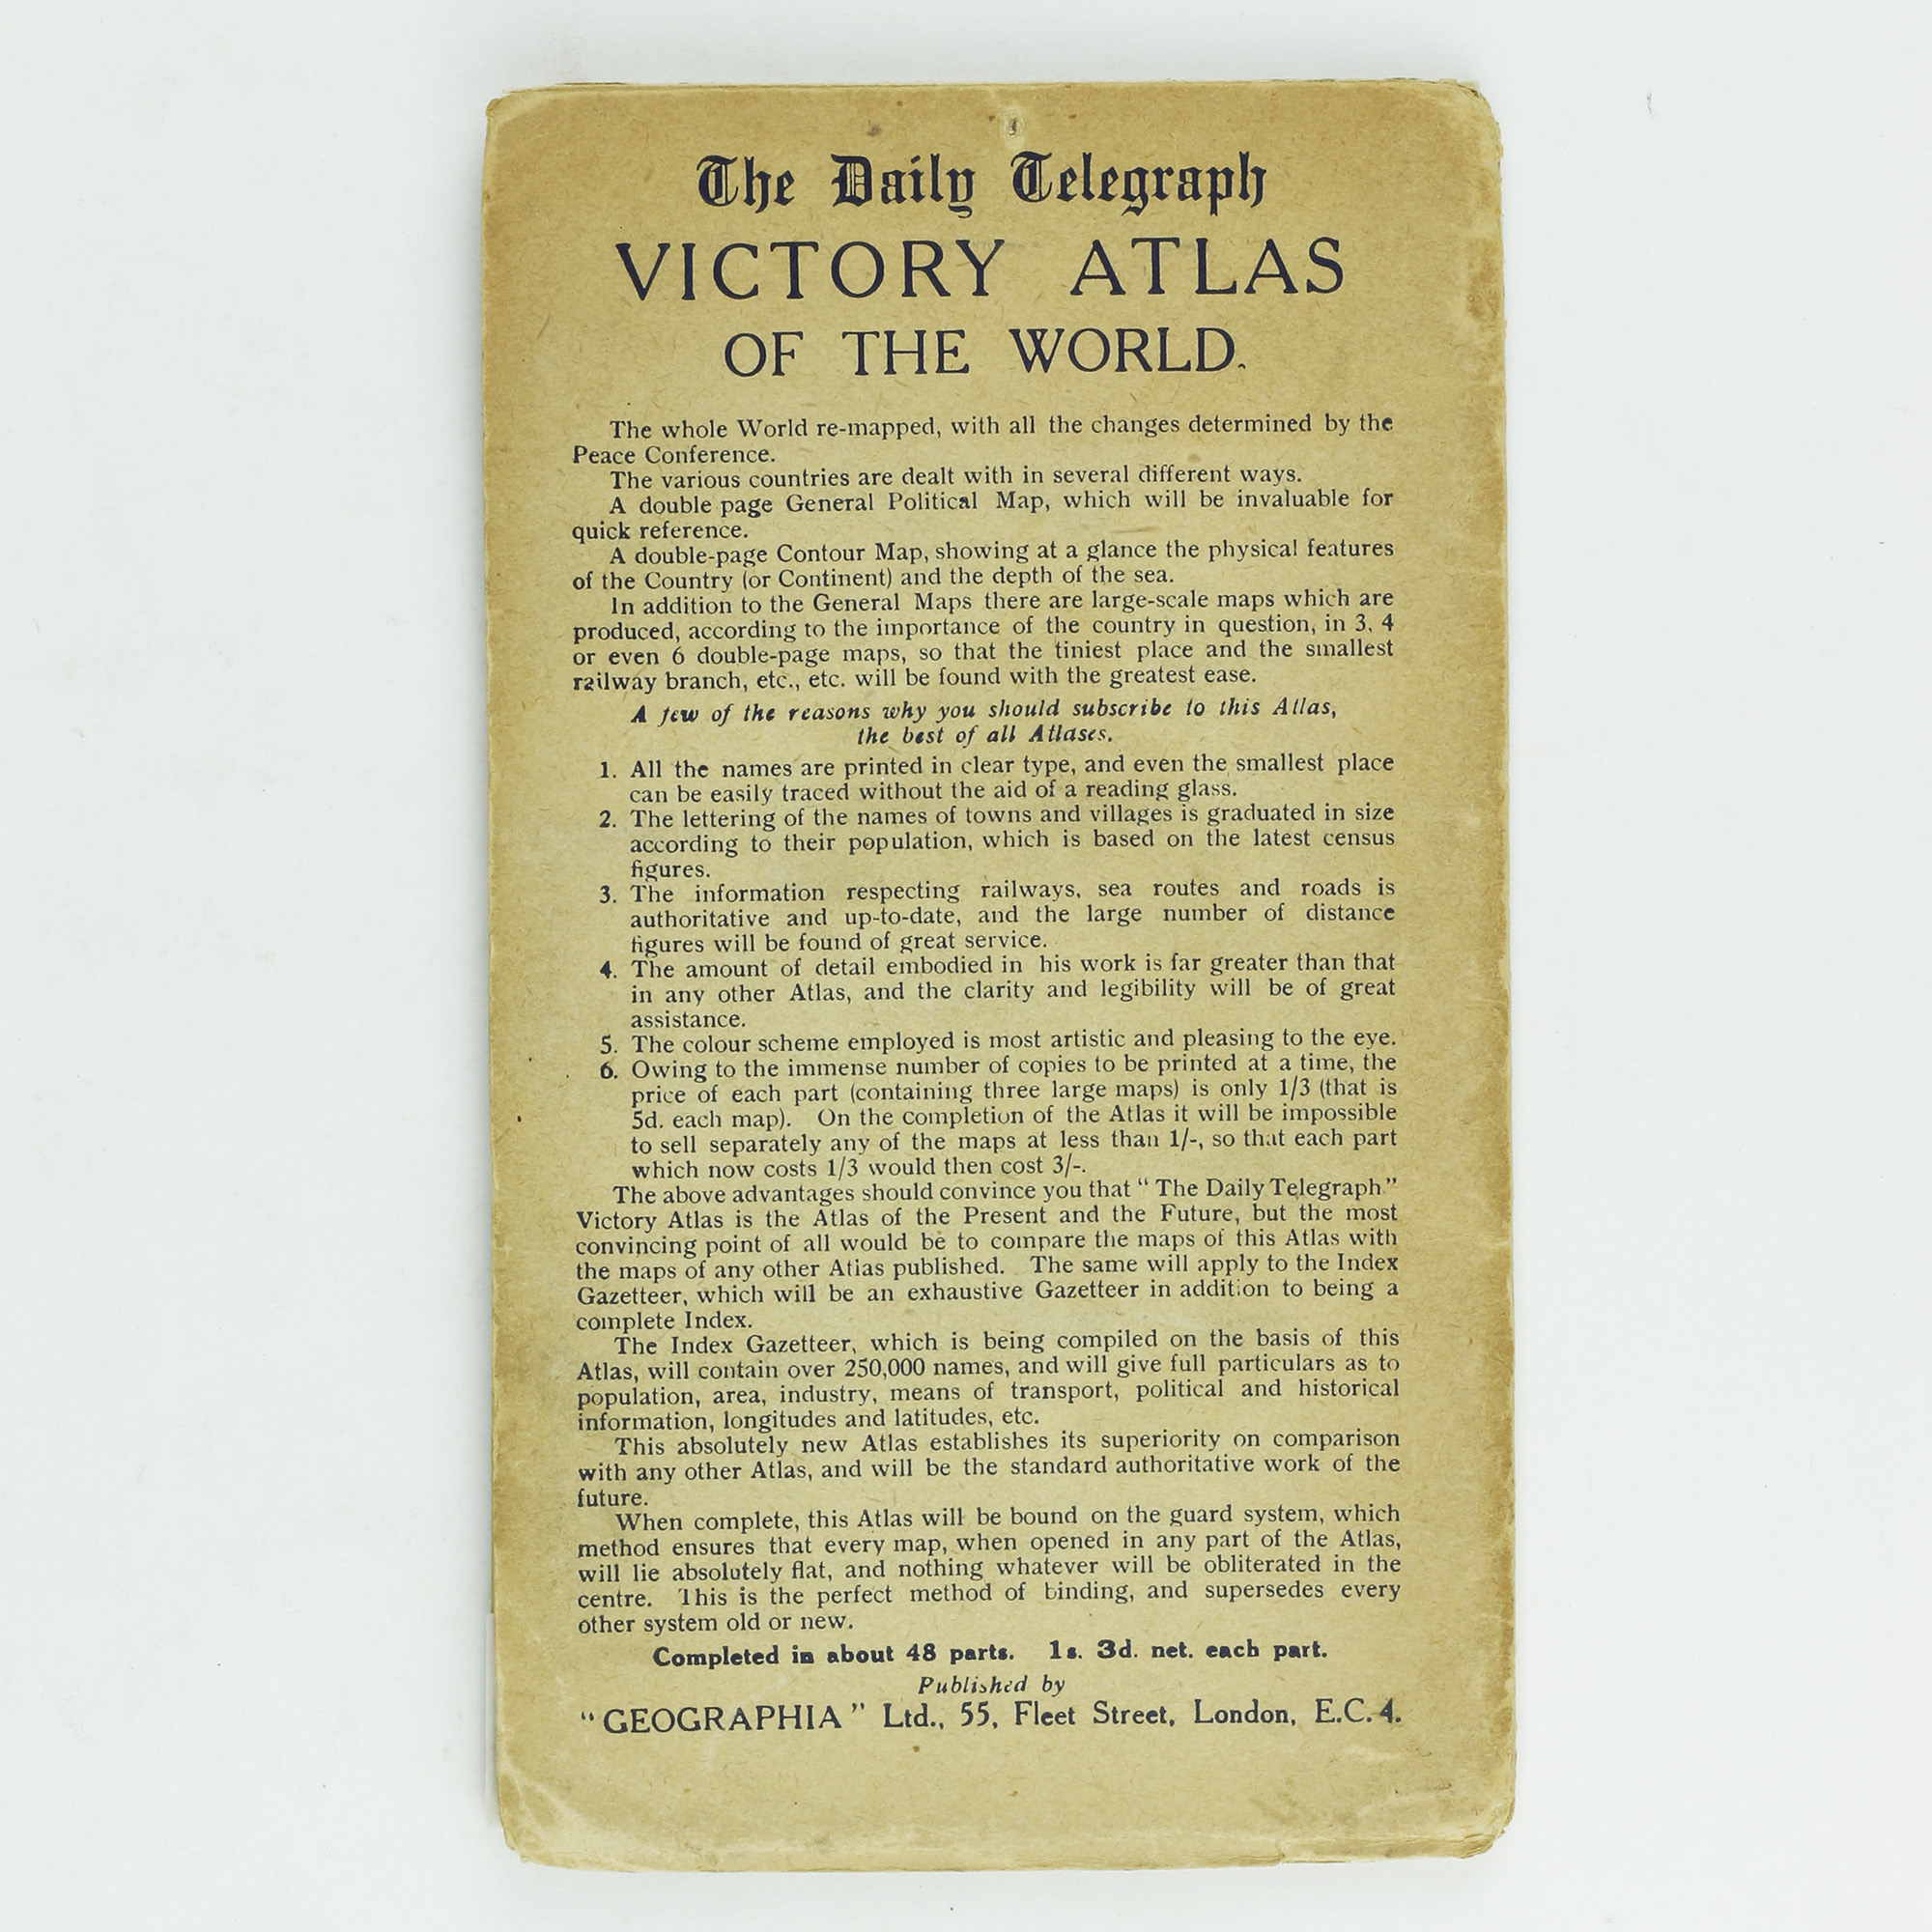 The Daily Telegraph
VICTORY ATLAS
OF THE WORLD.
The whole World re-mapped, with all the changes determined by the
Peace Conference.
The various countries are dealt with in several different ways.
A double page General Political Map, which will be invaluable for
quick reference.
A double-page Contour Map, showing at a glance the physical features
of the Country (or Continent) and the depth of the sea.
In addition to the General Maps there are large-scale maps which are
produced, according to the importance of the country in question, in 3, 4
or even 6 double-page maps, so that the tiniest place and the smallest
railway branch, etc., etc. will be found with the greatest ease.
A few of the reasons why you should subscribe to this Atlas,
the best of all Atlases.
1. All the names are printed in clear type, and even the smallest place
can be easily traced without the aid of a reading glass.
2. The lettering of the names of towns and villages is graduated in size
according to their population, which is based on the latest census
figures.
3. The information respecting railways, sea routes and roads is
authoritative and up-to-date, and the large number of distance
figures will be found of great service.
4. The amount of detail embodied in his work is far greater than that
in any other Atlas, and the clarity and legibility will be of great
assistance.
5. The colour scheme employed is most artistic and pleasing to the eye.
6. Owing to the immense number of copies to be printed at a time, the
price of each part (containing three large maps) is only 1/3 (that is
5d. each map). On the completion of the Atlas it will be impossible
to sell separately any of the maps at less than 1/-, so that each part
which now costs 1/3 would then cost 3/-.
The above advantages should convince you that "The Daily Telegraph"
Victory Atlas is the Atlas of the Present and the Future, but the most
convincing point of all would be to compare the maps of this Atlas with
the maps of any other Atlas published. The same will apply to the Index
Gazetteer, which will be an exhaustive Gazetteer in addition to being a
complete Index.
The Index Gazetteer, which is being compiled on the basis of this
Atlas, will contain over 250,000 names, and will give full particulars as to
population, area, industry, means of transport, political and historical
information, longitudes and latitudes, etc.
This absolutely new Atlas establishes its superiority on comparison
with any other Atlas, and will be the standard authoritative work of the
future.
When complete, this Atlas will be bound on the guard system, which
method ensures that every map, when opened in any part of the Atlas,
will lie absolutely flat, and nothing whatever will be obliterated in the
centre. This is the perfect method of binding, and supersedes every
other system old or new.
Completed in about 48 parts. 1s. 3d. net. each part.
Published by
"GEOGRAPHIA" Ltd., 55, Fleet Street, London, E.C.4.